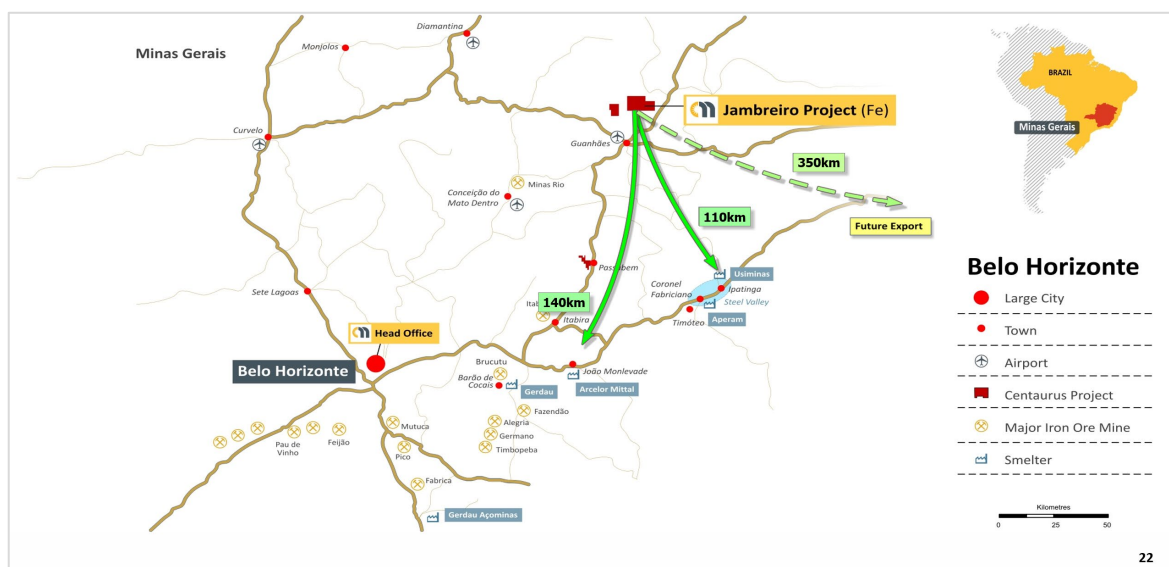 Diamantina
Monjolos
Minas Gerais
BRAZIL
Minas Gerais
Jambreiro Project (Fe)
Curvelo
Guanhães
350km
Minas Rio
Conceição do
Mato Dentro
110km
Future Export
Passabem
Usiminas
Coronel
Fabriciano
Ipatinga
Steel Valley
Sete Lagoas
140km
Itabira
Timóteo
Aperam
Head Office
Belo Horizonte
Brucutu
Barão de
Cocais
Gerdau
João Monlevade
Arcelor Mittal
Fazendão
Mutuca
Alegria
Germano
Timbopeba
Pau de
Vinho
Feijão
Pico
Fabrica
Gerdau Açominas
Belo Horizonte
Large City
Town
Airport
Centaurus Project
Major Iron Ore Mine
Smelter
Kilometres
0 25 50
22